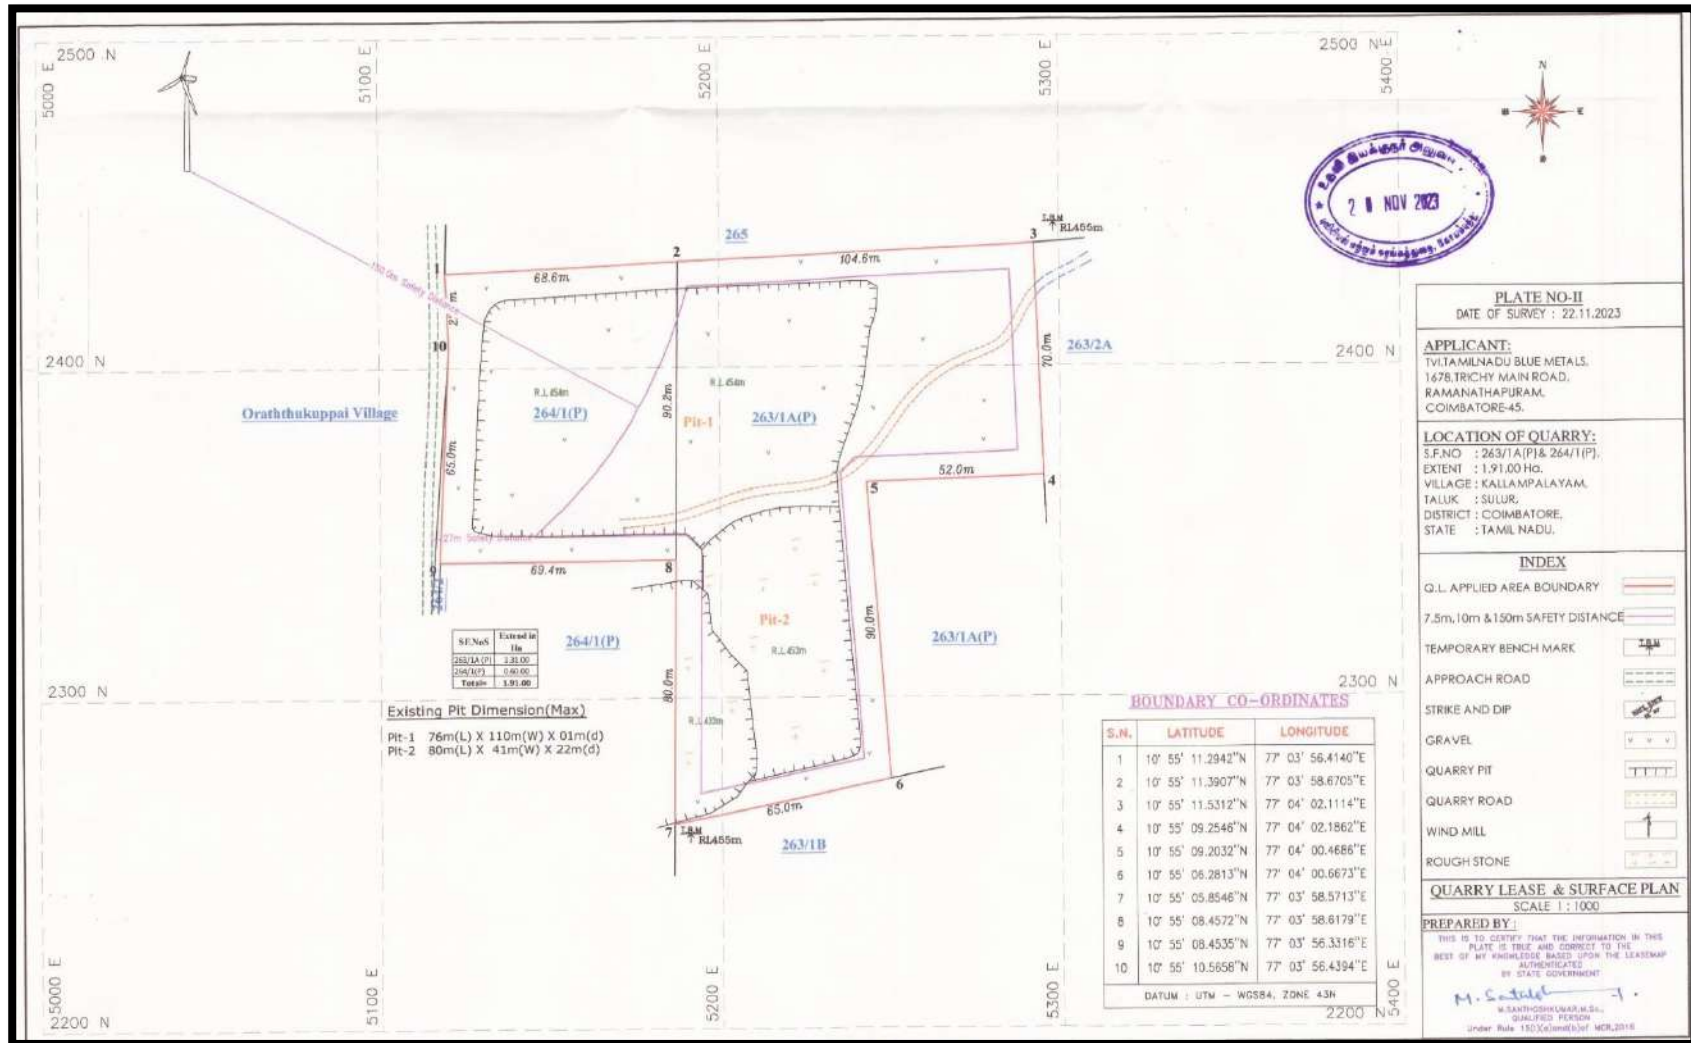 2500 N
5000 E
5100 E
5200 E
5300 E
2500 N
5400 E
N
E
20 NOV 2023
265
1
2
3
T.B.M
RL455m
68.6m
104.6m
150.0m Safety Distance
10
2400 N
2400 N
263/2A
70.0m
R.L.454m
R.L.454m
90.2m
Oraththukuppai Village
264/1(P)
Pit-1
263/1A(P)
65.0m
52.0m
4
5
27m Safety Distance
9
69.4m
8
90.0m
Pit-2
R.L.453m
264/1(P)
263/1A(P)
SF.NoS Extend in Ha
263/1A (P) 1.31.00
264/1(P) 0.60.00
Total= 1.91.00
80.0m
2300 N
2300 N
Existing Pit Dimension(Max)
Pit-1 76m(L) X 110m(W) X 01m(d)
Pit-2 80m(L) X 41m(W) X 22m(d)
65.0m
6
7
T.B.M
RL455m
263/1B
BOUNDARY CO-ORDINATES
S.N. LATITUDE LONGITUDE
1 10° 55' 11.2942"N 77° 03' 56.4140"E
2 10° 55' 11.3907"N 77° 03' 58.6705"E
3 10° 55' 11.5312"N 77° 04' 02.1114"E
4 10° 55' 09.2546"N 77° 04' 02.1862"E
5 10° 55' 09.2032"N 77° 04' 00.4686"E
6 10° 55' 06.2813"N 77° 04' 00.6673"E
7 10° 55' 05.8546"N 77° 03' 58.5713"E
8 10° 55' 08.4572"N 77° 03' 58.6179"E
9 10° 55' 08.4535"N 77° 03' 56.3316"E
10 10° 55' 10.5658"N 77° 03' 56.4394"E
DATUM : UTM - WGS84, ZONE 43N
5000 E
5100 E
5200 E
5300 E
5400 E
2200 N
2200 N
PLATE NO-II
DATE OF SURVEY : 22.11.2023
APPLICANT:
TVI.TAMILNADU BLUE METALS,
1678,TRICHY MAIN ROAD,
RAMANATHAPURAM,
COIMBATORE-45.
LOCATION OF QUARRY:
S.F.NO : 263/1A(P)& 264/1(P),
EXTENT : 1.91.00 Ha.
VILLAGE : KALLAMPALAYAM,
TALUK : SULUR,
DISTRICT : COIMBATORE,
STATE : TAMIL NADU.
INDEX
Q.L. APPLIED AREA BOUNDARY
7.5m,10m &150m SAFETY DISTANCE
TEMPORARY BENCH MARK
T.B.M
APPROACH ROAD
STRIKE AND DIP
GRAVEL
QUARRY PIT
QUARRY ROAD
WIND MILL
ROUGH STONE
QUARRY LEASE & SURFACE PLAN
SCALE 1 : 1000
PREPARED BY :
THIS IS TO CERTIFY THAT THE INFORMATION IN THIS
PLATE IS TRUE AND CORRECT TO THE
BEST OF MY KNOWLEDGE BASED UPON THE LEASEMAP
AUTHENTICATED
BY STATE GOVERNMENT
M.SANTHOSHKUMAR,M.Sc.,
QUALIFIED PERSON